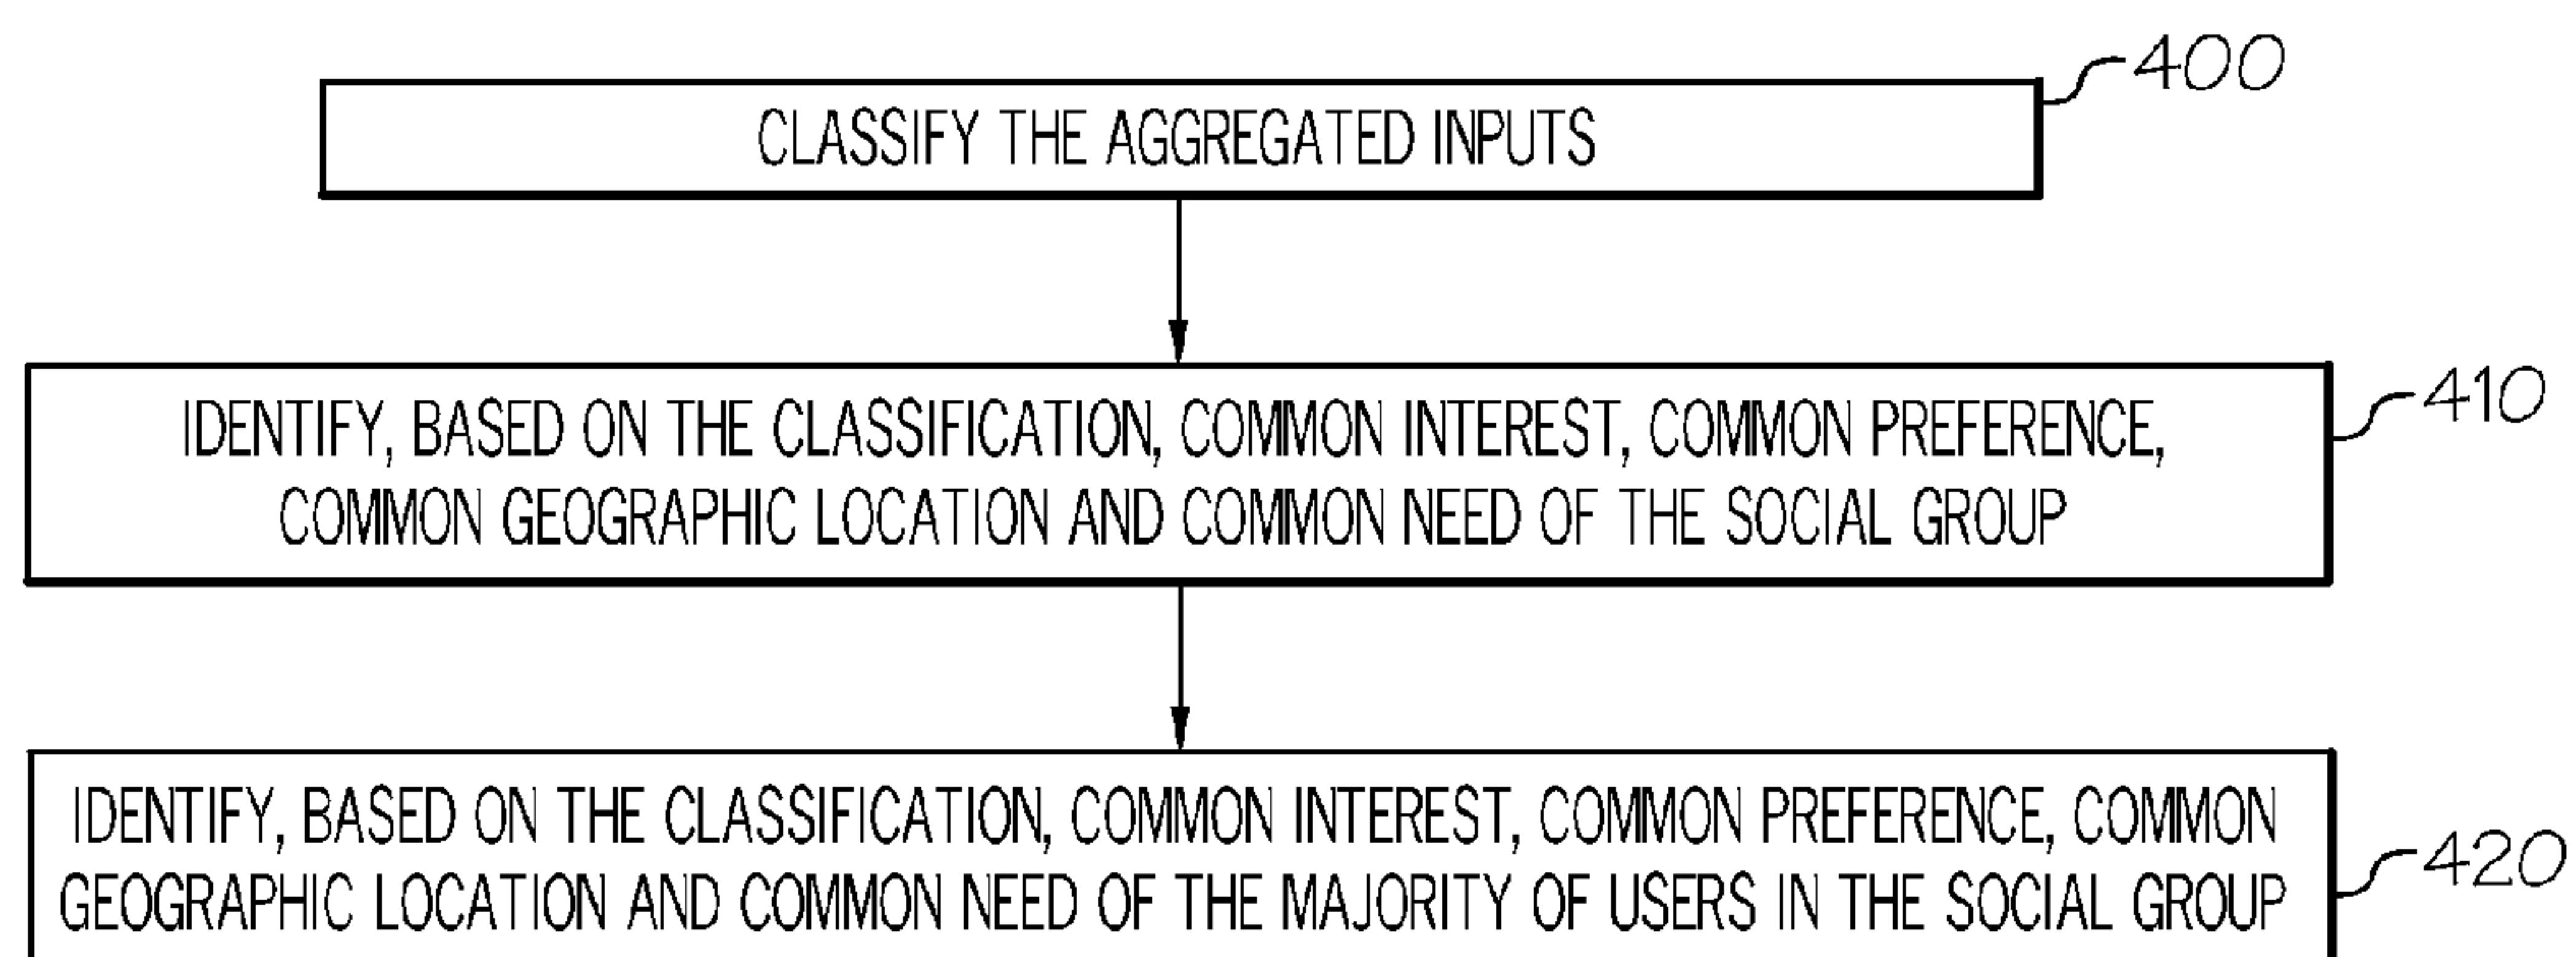 400
CLASSIFY THE AGGREGATED INPUTS
410
IDENTIFY, BASED ON THE CLASSIFICATION, COMMON INTEREST, COMMON PREFERENCE,
COMMON GEOGRAPHIC LOCATION AND COMMON NEED OF THE SOCIAL GROUP
420
IDENTIFY, BASED ON THE CLASSIFICATION, COMMON INTEREST, COMMON PREFERENCE, COMMON
GEOGRAPHIC LOCATION AND COMMON NEED OF THE MAJORITY OF USERS IN THE SOCIAL GROUP